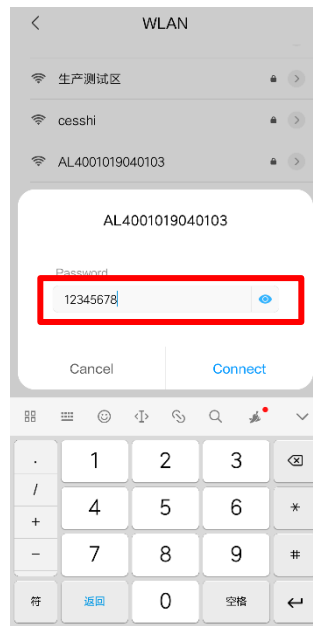 WLAN
生产测试区
cesshi
AL4001019040103
AL4001019040103
Password
12345678
Cancel Connect
. 1 2 3
/
+ 4 5 6 *
- 7 8 9 #
符 返回 0 空格